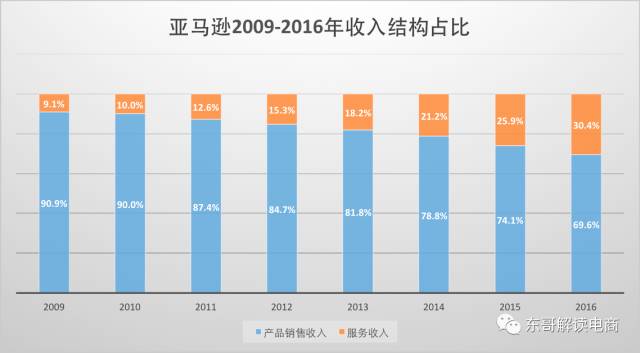 亚马逊2009-2016年收入结构占比
9.1% 10.0% 12.6% 15.3% 18.2% 21.2% 25.9% 30.4%
90.9% 90.0% 87.4% 84.7% 81.8% 78.8% 74.1% 69.6%
2009 2010 2011 2012 2013 2014 2015 2016
产品销售收入 服务收入
东哥解读电商